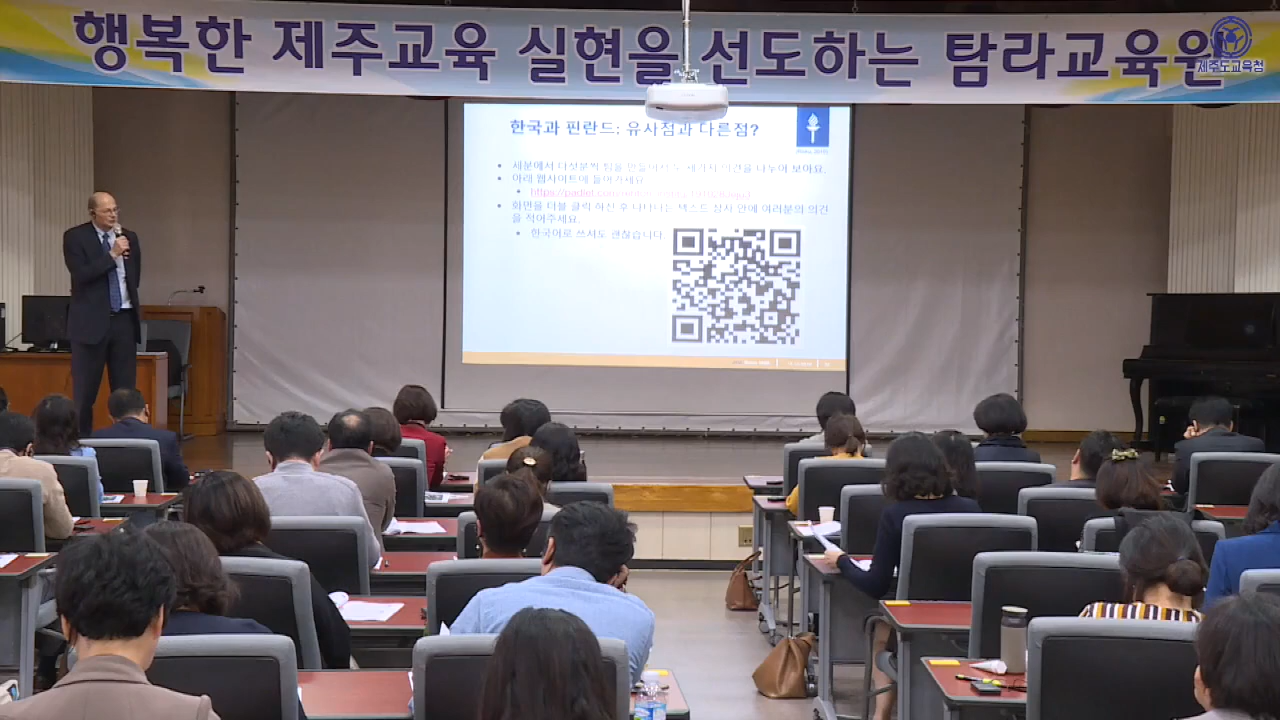 행복한 제주교육 실현을 선도하는 탐라교육원
제주도교육청
한국과 핀란드: 유사점과 다른점?
세분에서 다섯분씩 팀을 만들어서 두 세가지 의견을 나누어 보아요.
아래 웹사이트에 들어가세요
화면을 더블 클릭 하신 후 나타나는 텍스트 상자 안에 여러분의 의견
을 적어주세요.
한국어로 쓰셔도 괜찮습니다.